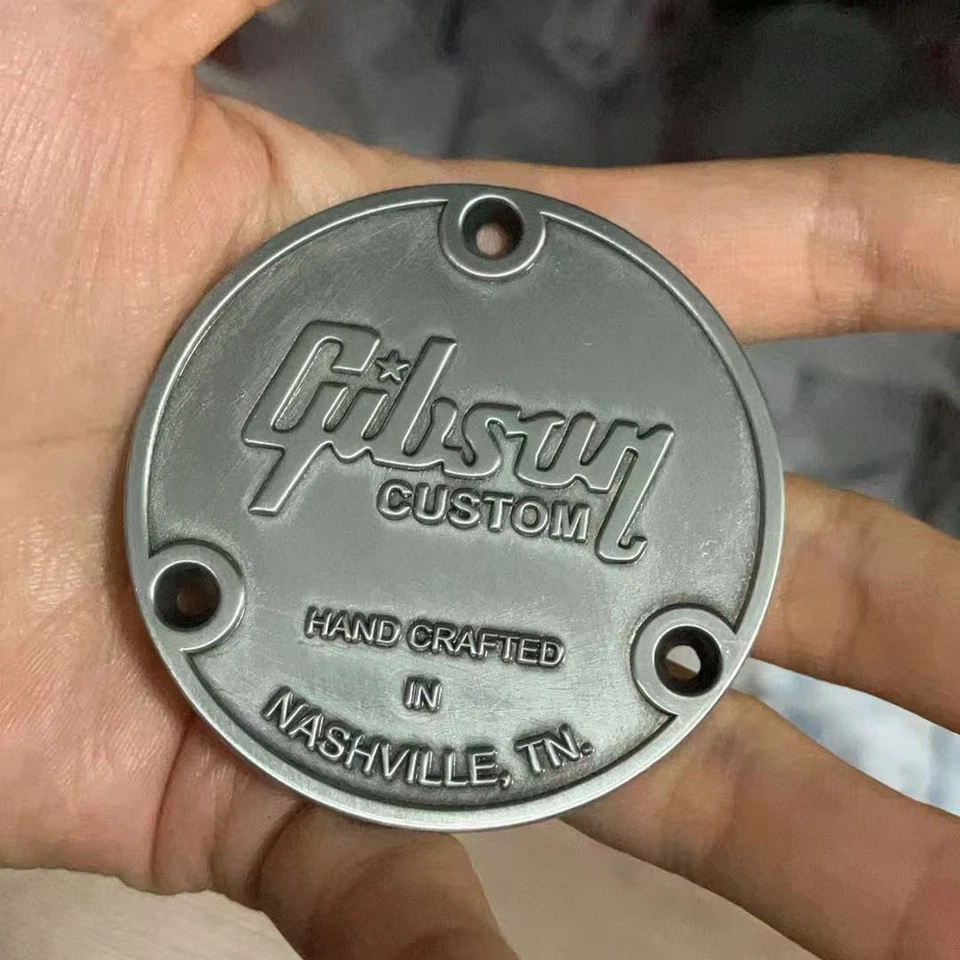 Gibson
CUSTOM
HAND CRAFTED
IN
NASHVILLE, TN.